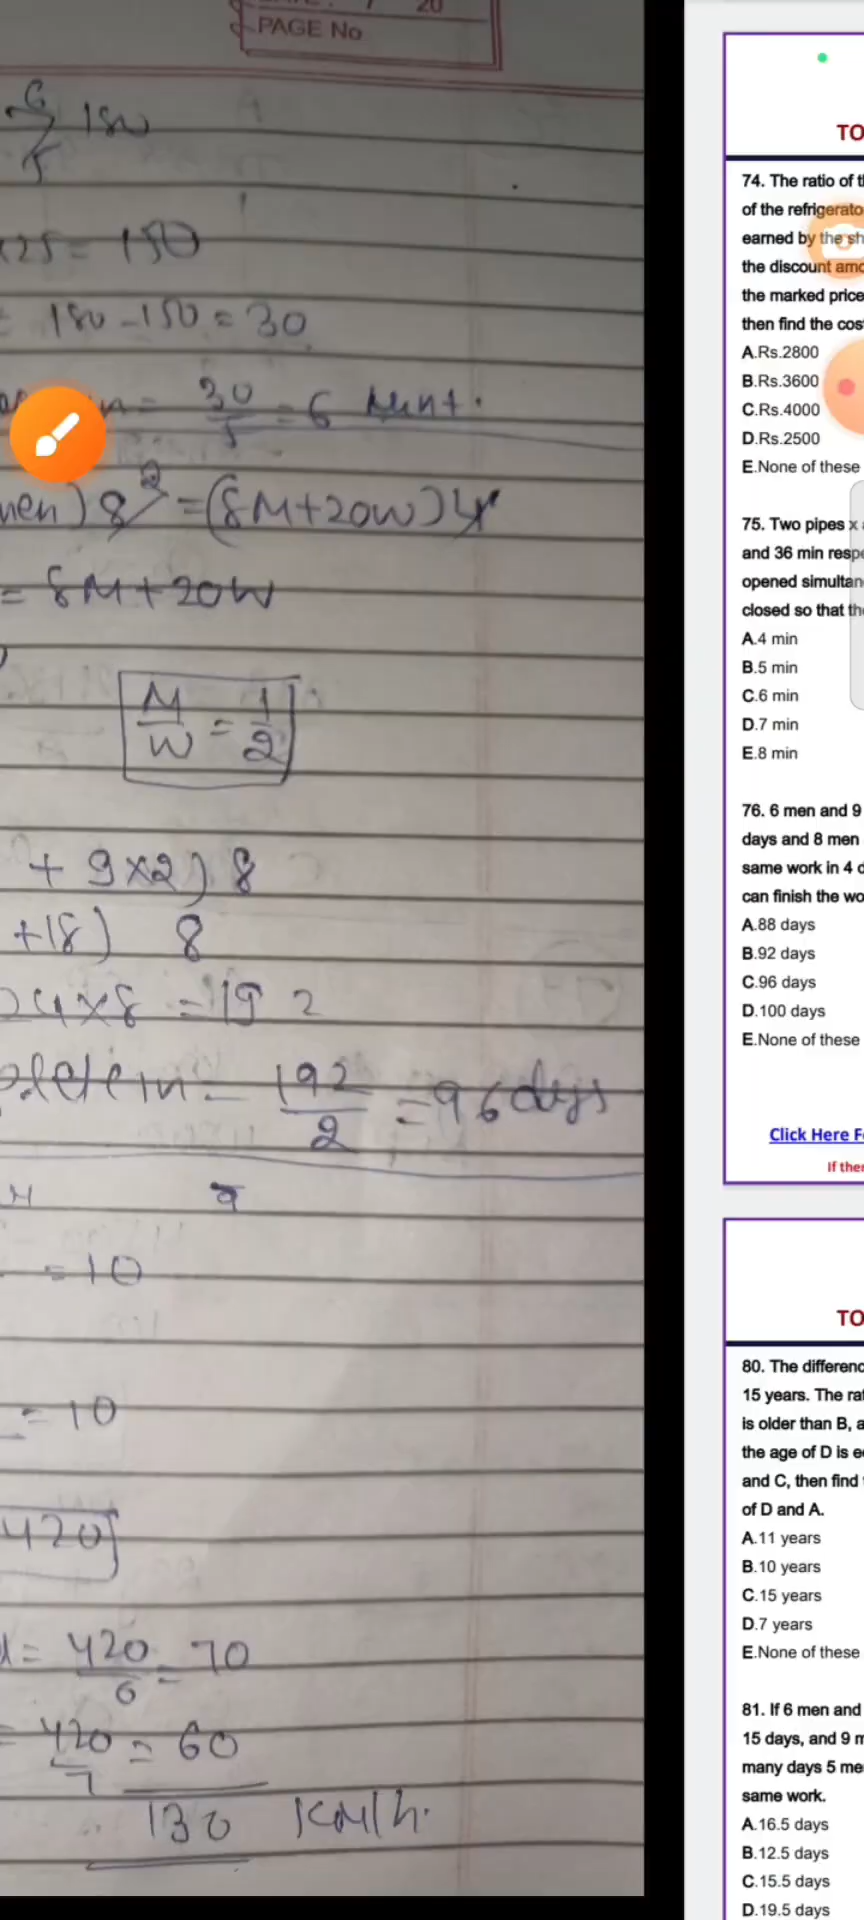 20
PAGE No
6
5
180
x25 = 150
= 180 - 150 = 30
= 30/5 = 6 
men) 8 = (8M+20W) 4
= 8M+20W
M/W = 1/2
+ 9×2) 8
+18) 8
24×8 = 192
= 192/2 = 96 days
= 10
= 10
420
= 420/6 = 70
= 420/7 = 60
130 KM/h.
TO
74. The ratio of t
of the refrigerato
earned by the sh
the discount amo
the marked price
then find the cos
A.Rs.2800
B.Rs.3600
C.Rs.4000
D.Rs.2500
E.None of these
75. Two pipes x
and 36 min respe
opened simultan
closed so that th
A.4 min
B.5 min
C.6 min
D.7 min
E.8 min
76. 6 men and 9
days and 8 men
same work in 4 d
can finish the wo
A.88 days
B.92 days
C.96 days
D.100 days
E.None of these
Click Here F
If ther
TO
80. The differenc
15 years. The ra
is older than B, a
the age of D is e
and C, then find
of D and A.
A.11 years
B.10 years
C.15 years
D.7 years
E.None of these
81. If 6 men and
15 days, and 9 m
many days 5 me
same work.
A.16.5 days
B.12.5 days
C.15.5 days
D.19.5 days